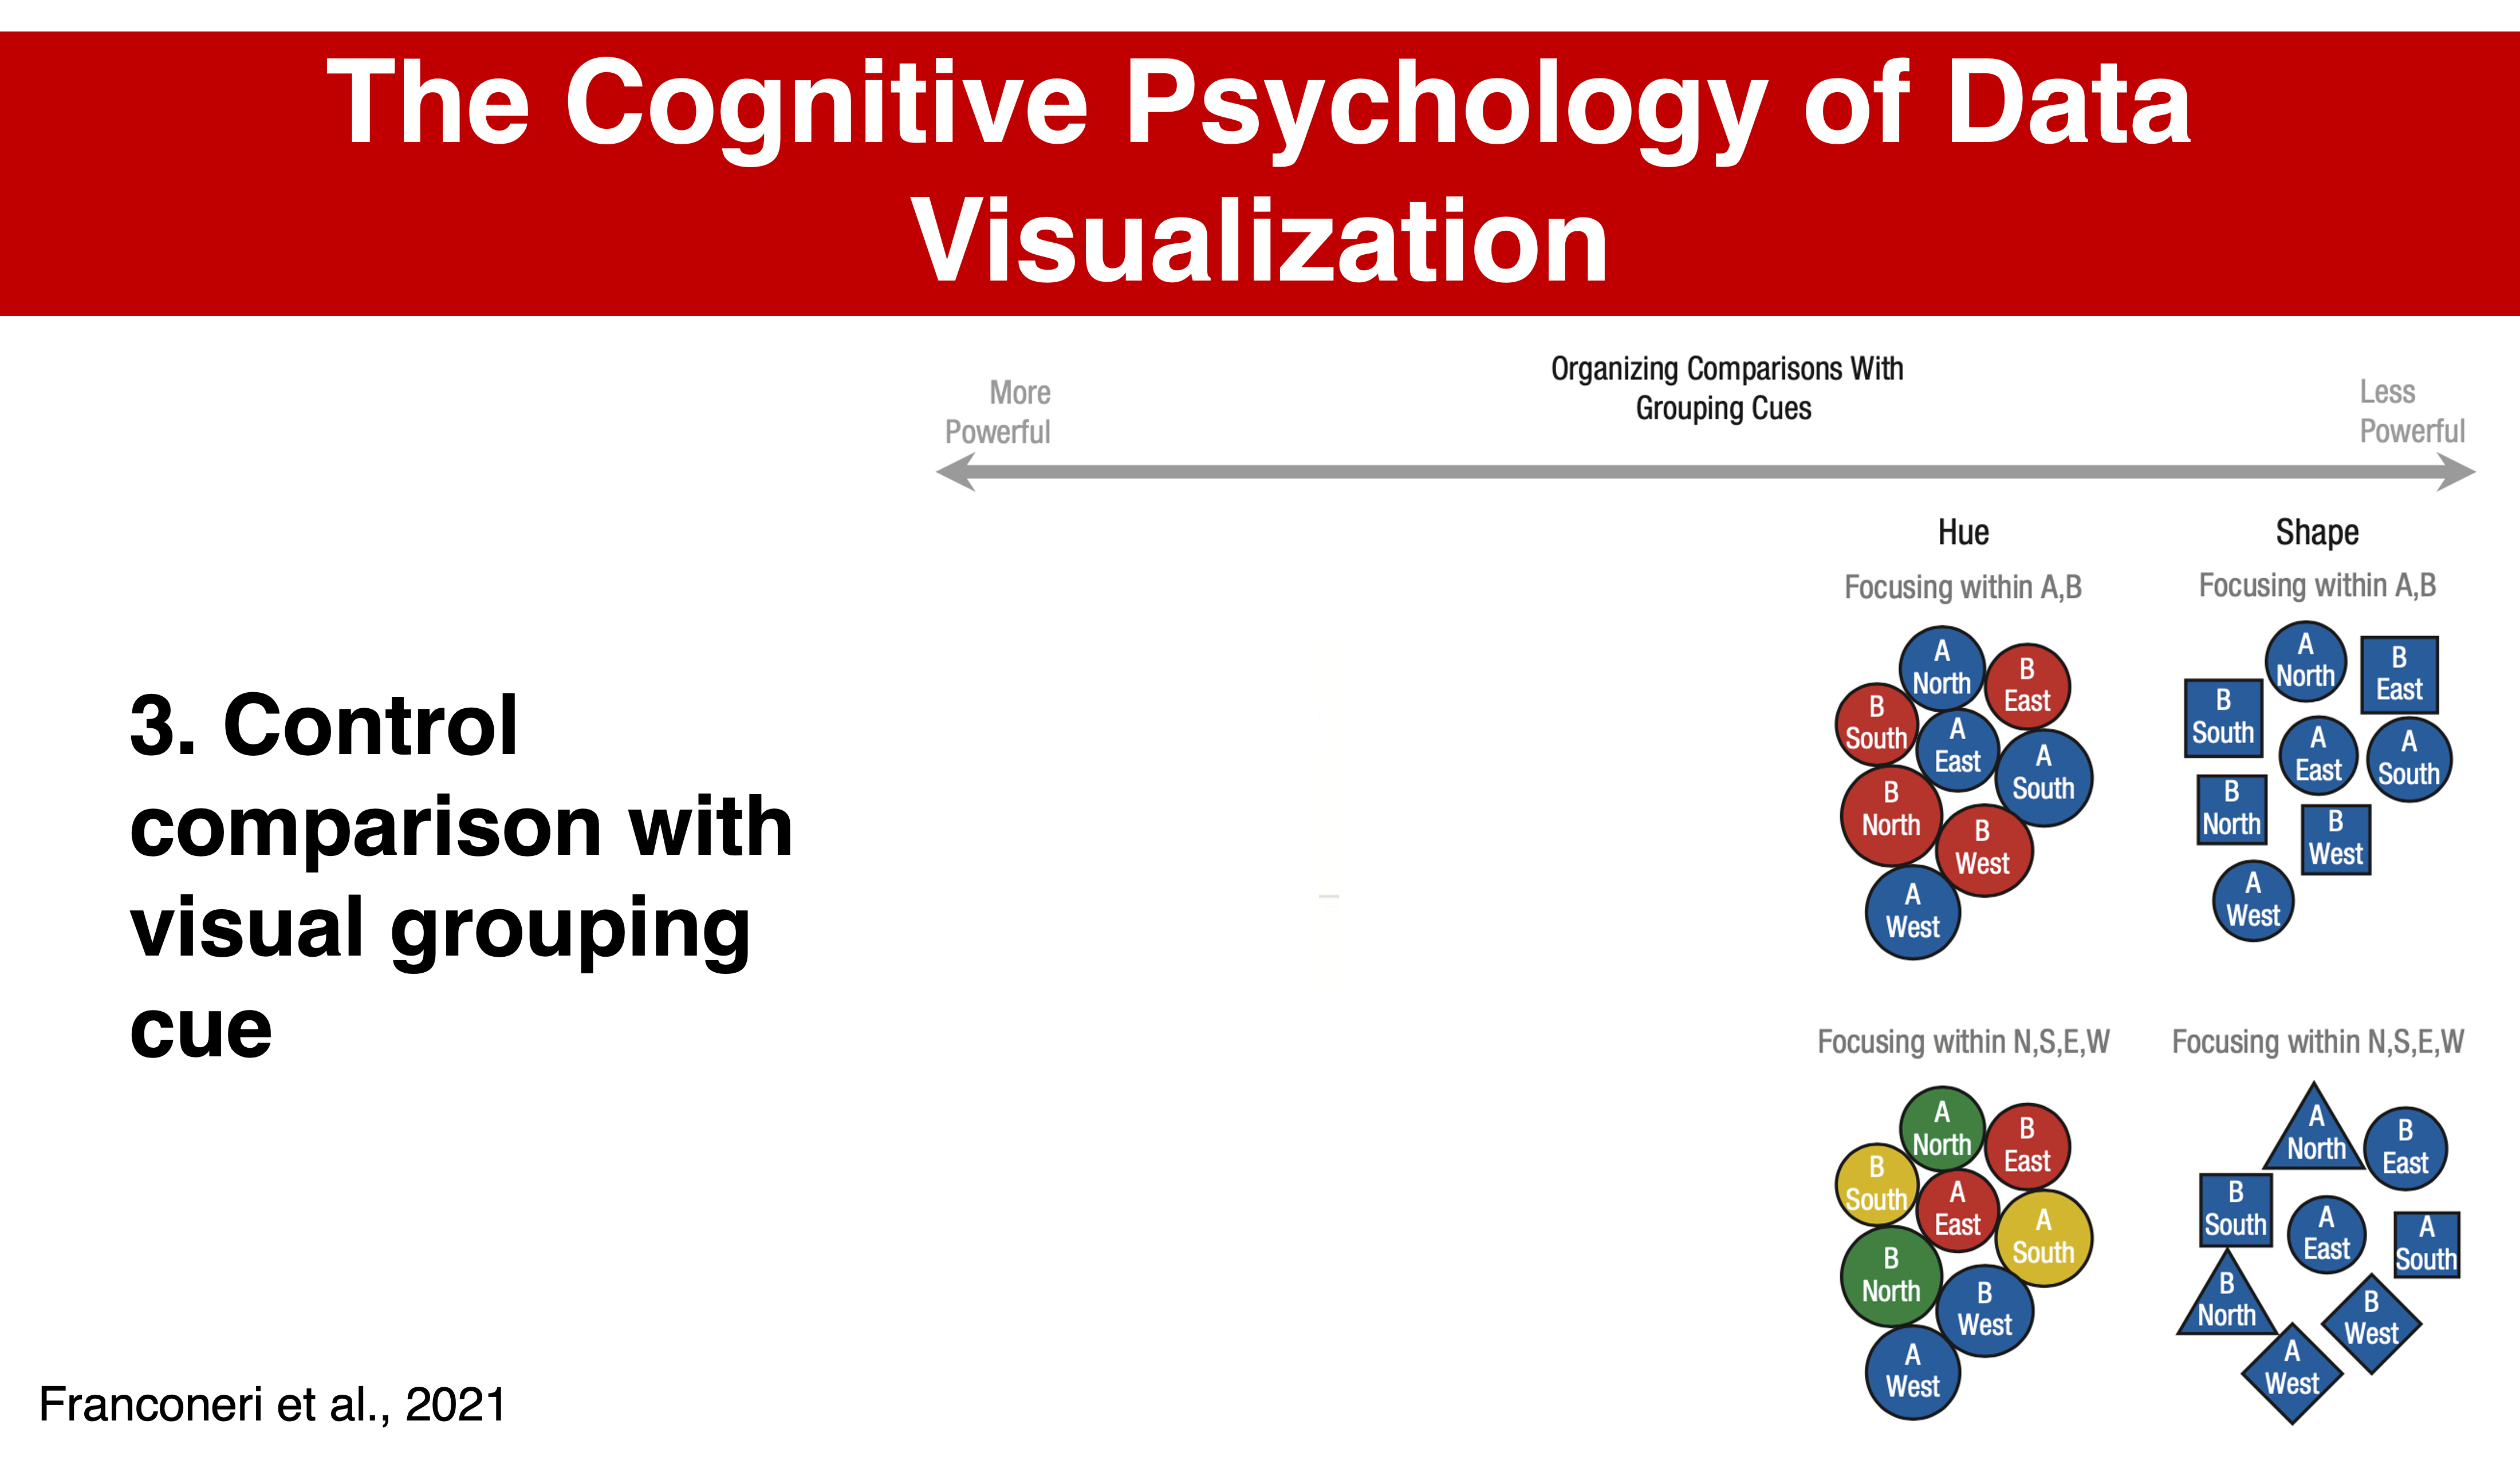 The Cognitive Psychology of Data
Visualization
Organizing Comparisons With
Grouping Cues
More
Powerful
Less
Powerful
3. Control
comparison with
visual grouping
cue
Hue
Focusing within A,B
A
North
B
East
B
South
A
East
A
South
B
North
B
West
A
West
Shape
Focusing within A,B
A
North
B
East
B
South
A
East
A
South
B
North
B
West
A
West
Focusing within N,S,E,W
A
North
B
East
B
South
A
East
A
South
B
North
B
West
A
West
Focusing within N,S,E,W
A
North
B
East
B
South
A
East
A
South
B
North
B
West
A
West
Franconeri et al., 2021